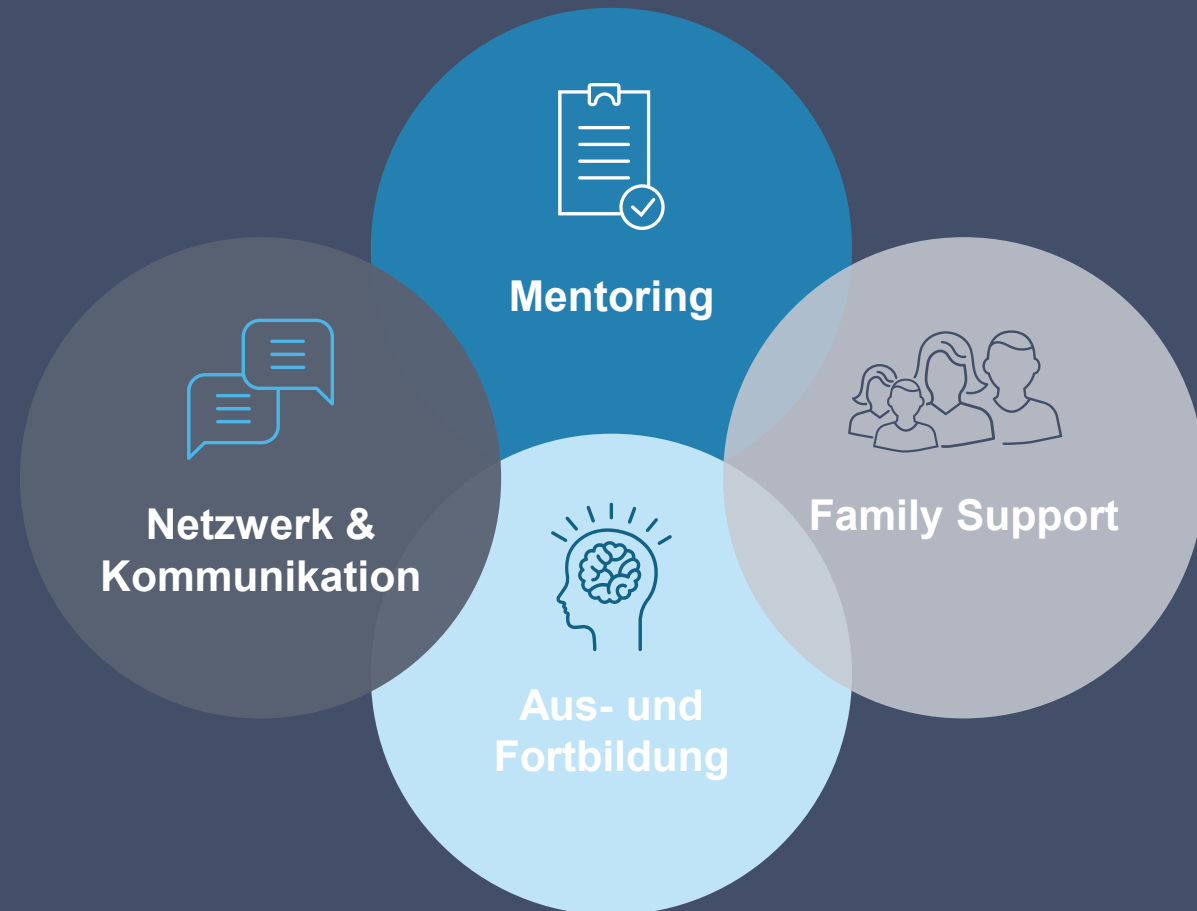 Mentoring
Netzwerk &
Kommunikation
Family Support
Aus- und
Fortbildung